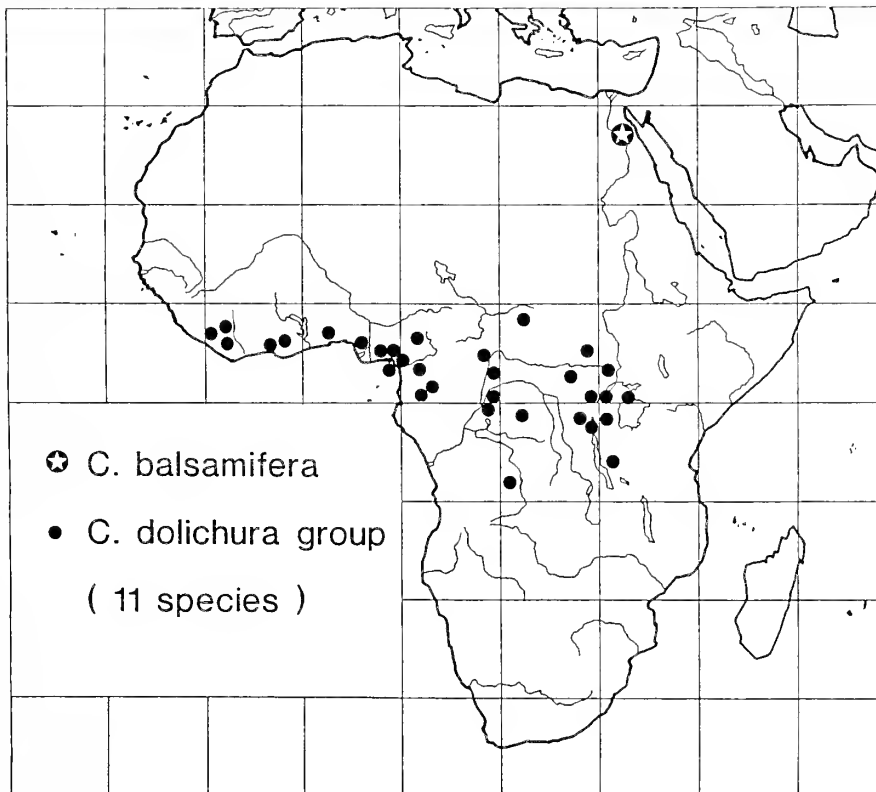 C. balsamifera
C. dolichura group
( 11 species )